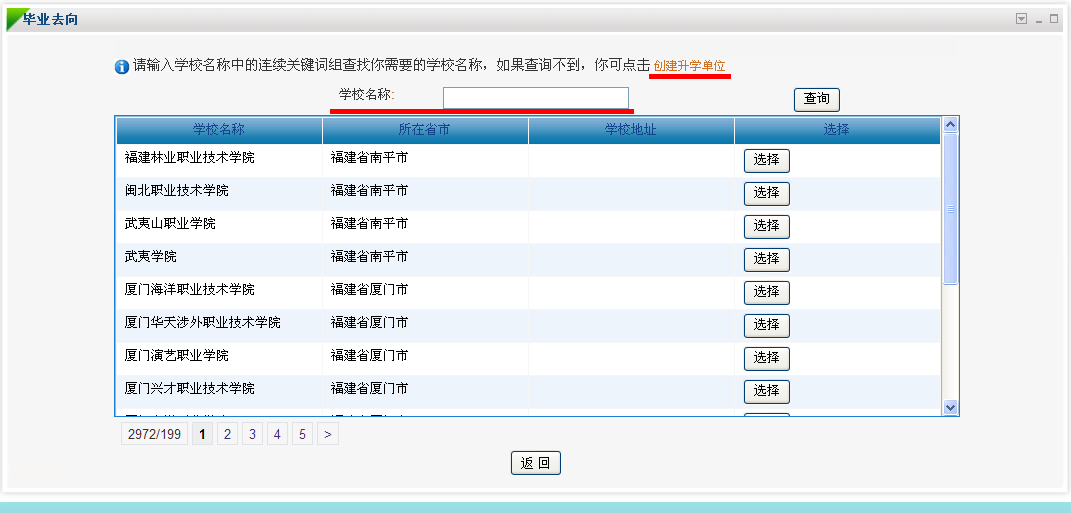 毕业去向
请输入学校名称中的连续关键词组查找你需要的学校名称，如果查询不到，你可点击 创建升学单位
学校名称: 查询
学校名称 所在省市 学校地址 选择
福建林业职业技术学院 福建省南平市 选择
闽北职业技术学院 福建省南平市 选择
武夷山职业学院 福建省南平市 选择
武夷学院 福建省南平市 选择
厦门海洋职业技术学院 福建省厦门市 选择
厦门华天涉外职业技术学院 福建省厦门市 选择
厦门演艺职业学院 福建省厦门市 选择
厦门兴才职业技术学院 福建省厦门市 选择
2972/199 1 2 3 4 5 >
返 回